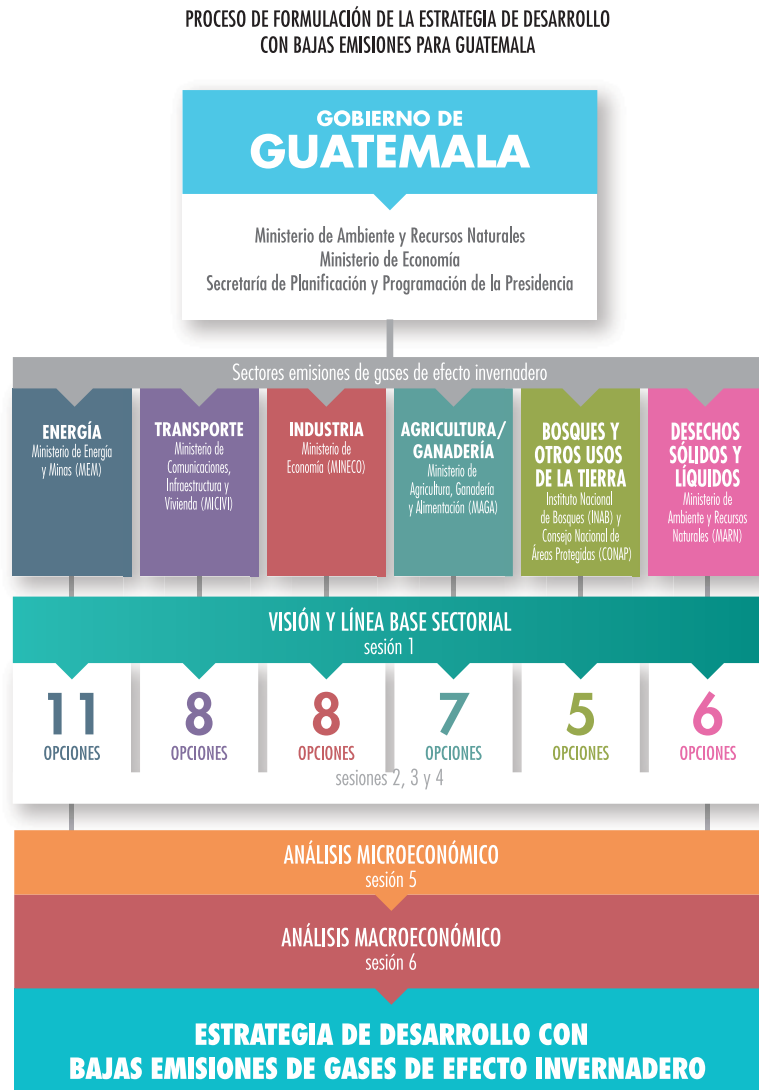 PROCESO DE FORMULACIÓN DE LA ESTRATEGIA DE DESARROLLO
CON BAJAS EMISIONES PARA GUATEMALA
GOBIERNO DE
GUATEMALA
Ministerio de Ambiente y Recursos Naturales
Ministerio de Economía
Secretaría de Planificación y Programación de la Presidencia
Sectores emisiones de gases de efecto invernadero
ENERGÍA
Ministerio de Energía
y Minas (MEM)
TRANSPORTE
Ministerio de
Comunicaciones,
Infraestructura y
Vivienda (MICIVI)
INDUSTRIA
Ministerio de
Economía (MINECO)
AGRICULTURA/
GANADERÍA
Ministerio de
Agricultura, Ganadería
y Alimentación (MAGA)
BOSQUES Y
OTROS USOS
DE LA TIERRA
Instituto Nacional
de Bosques (INAB) y
Consejo Nacional de
Áreas Protegidas (CONAP)
DESECHOS
SÓLIDOS Y
LÍQUIDOS
Ministerio de
Ambiente y Recursos
Naturales (MARN)
VISIÓN Y LÍNEA BASE SECTORIAL
sesión 1
11
OPCIONES
8
OPCIONES
8
OPCIONES
7
OPCIONES
5
OPCIONES
6
OPCIONES
sesiones 2, 3 y 4
ANÁLISIS MICROECONÓMICO
sesión 5
ANÁLISIS MACROECONÓMICO
sesión 6
ESTRATEGIA DE DESARROLLO CON
BAJAS EMISIONES DE GASES DE EFECTO INVERNADERO